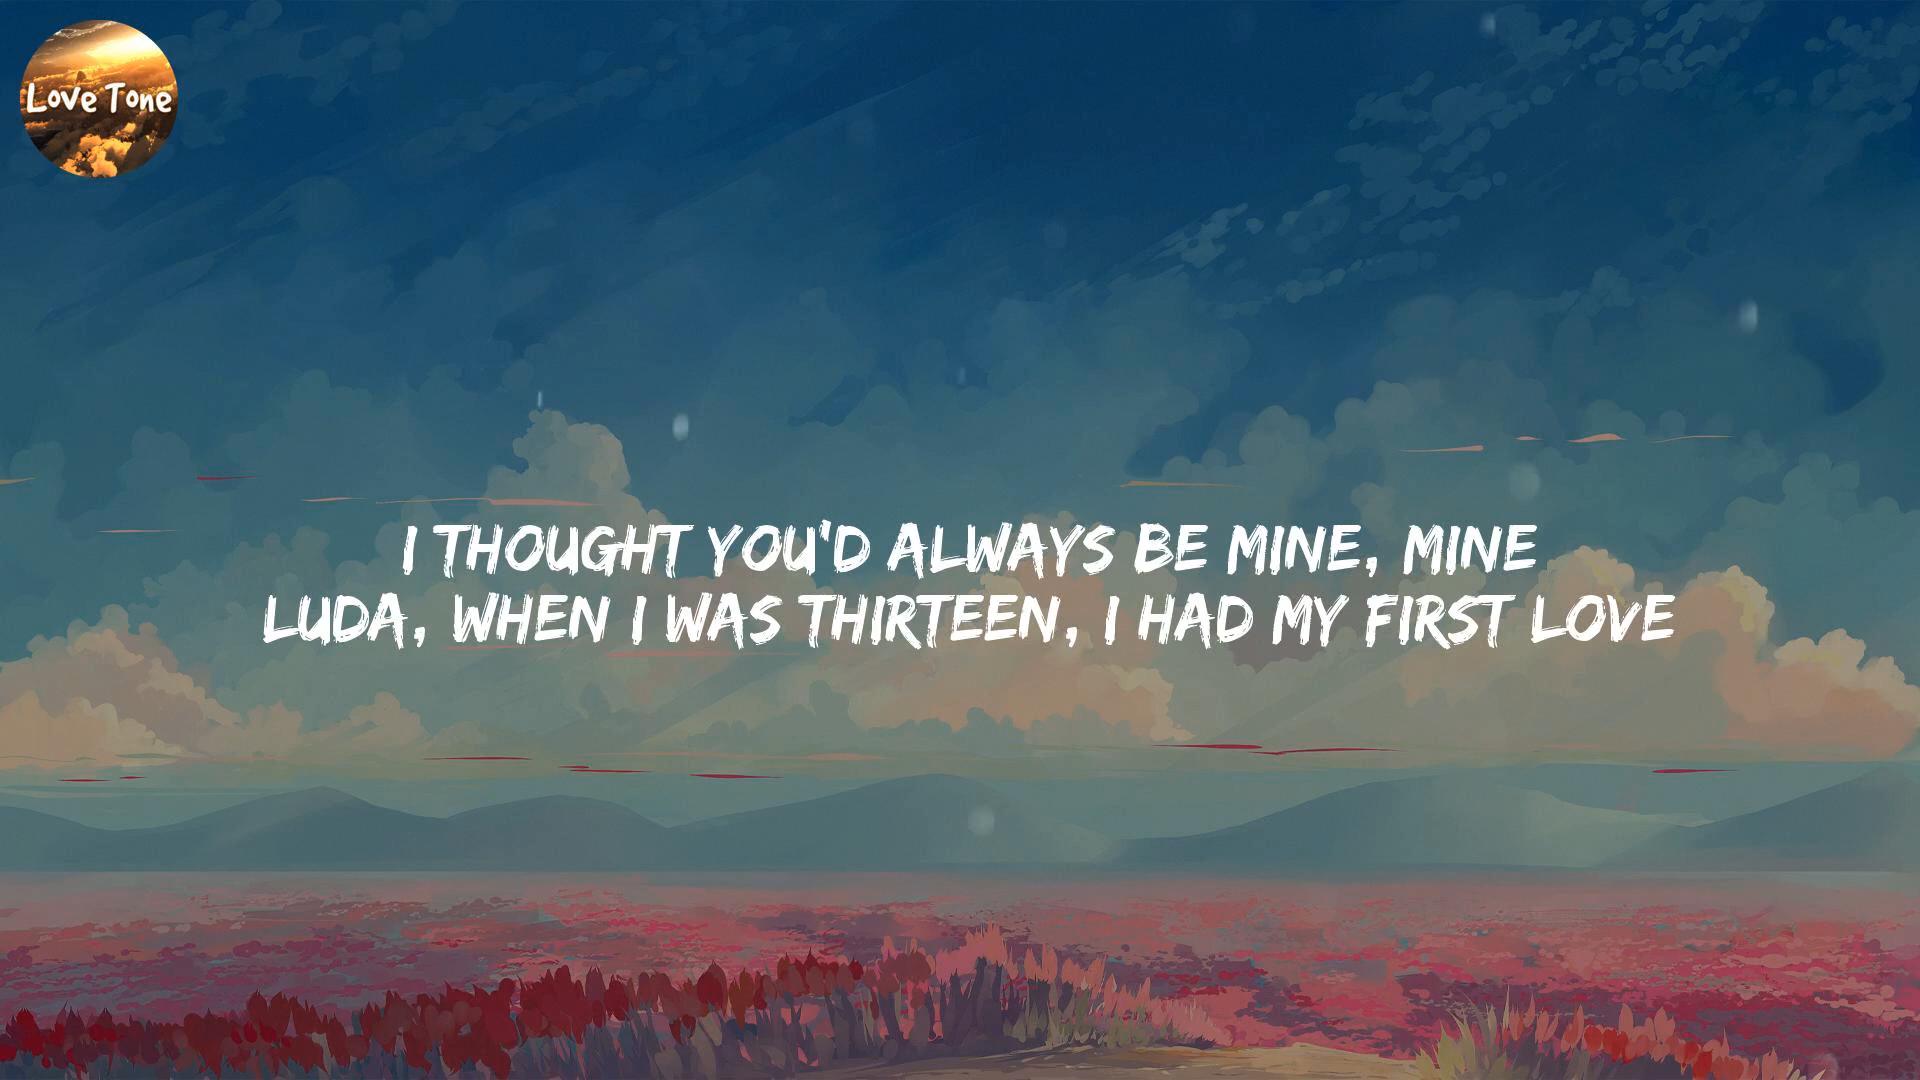 Love Tone
I THOUGHT YOU'D ALWAYS BE MINE, MINE
LUDA, WHEN I WAS THIRTEEN, I HAD MY FIRST LOVE